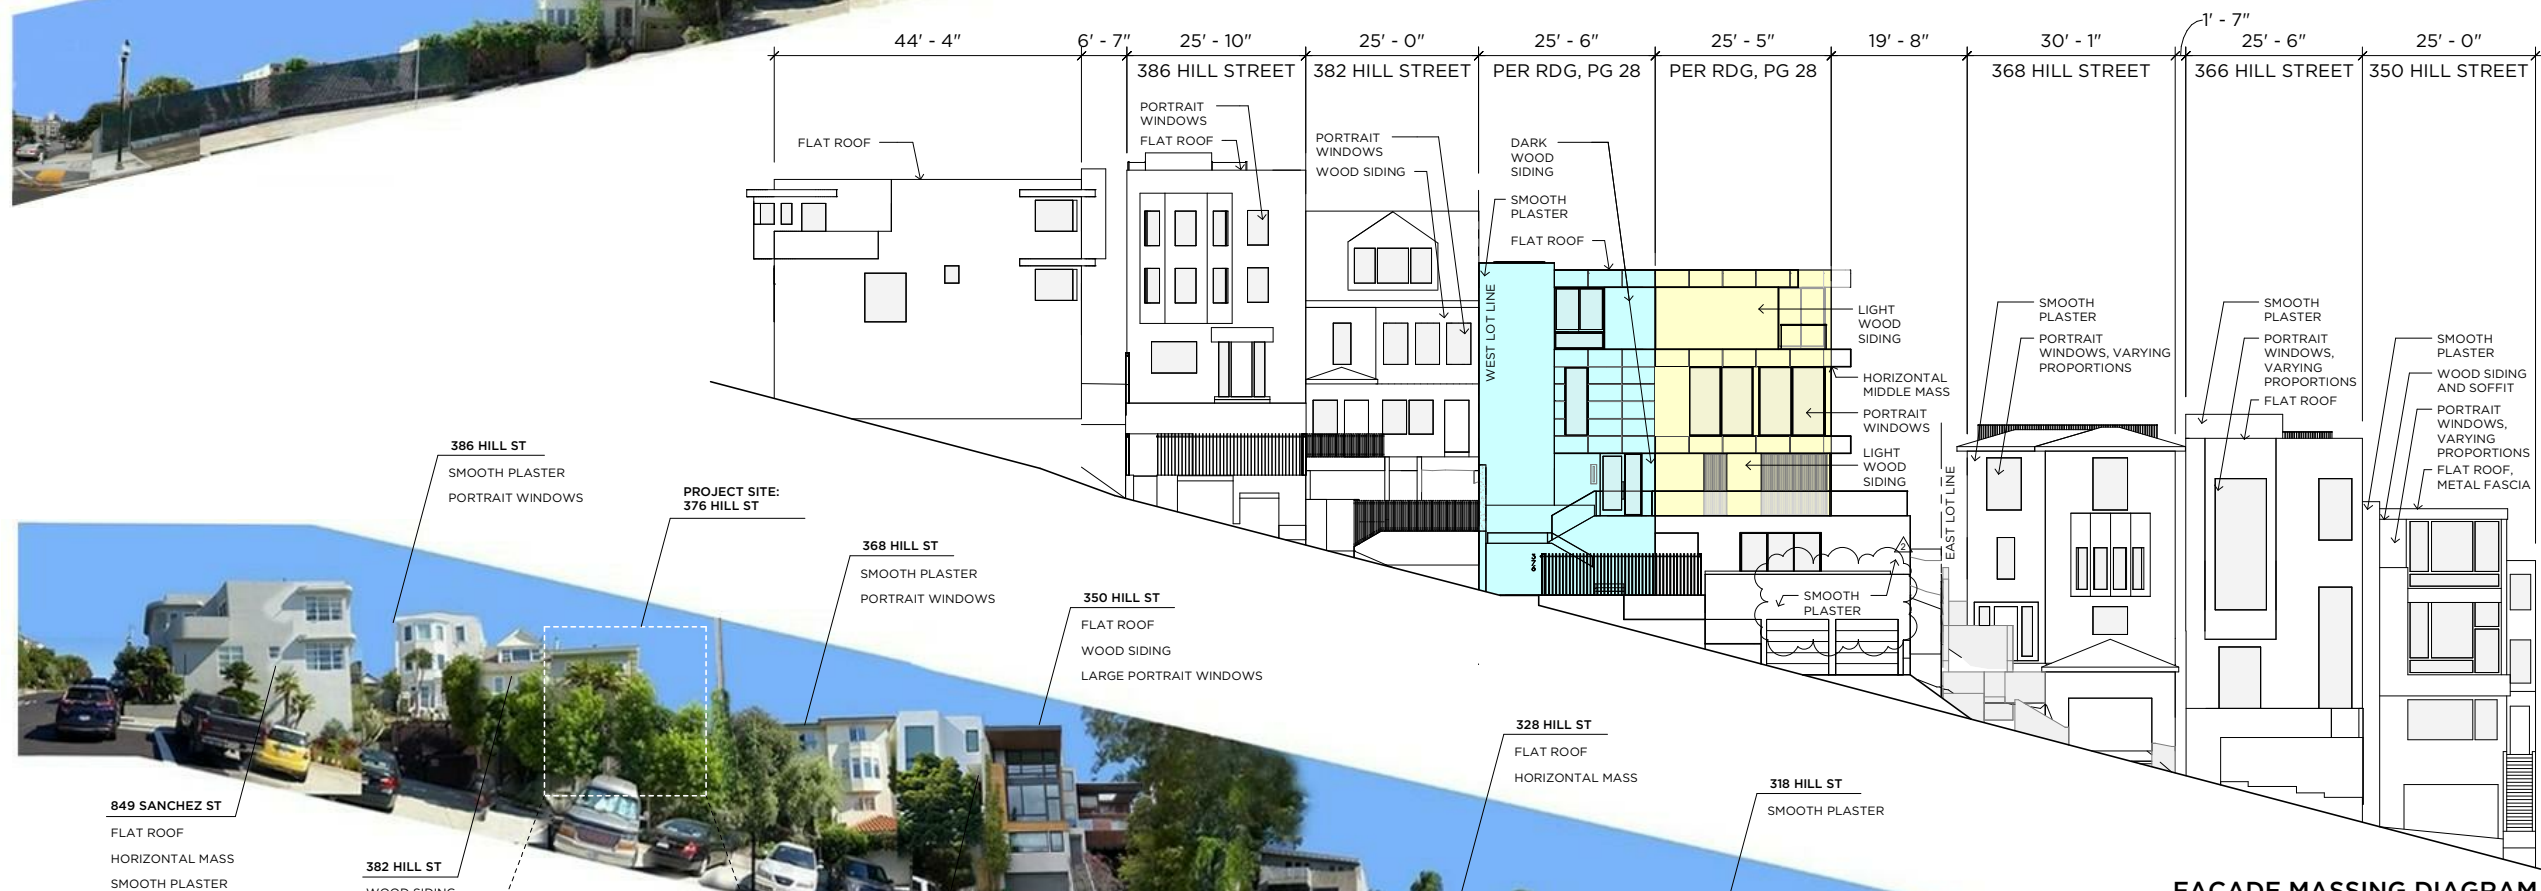 44' - 4"
6' - 7"
25' - 10"
25' - 0"
25' - 6"
25' - 5"
19' - 8"
30' - 1"
1' - 7"
25' - 6"
25' - 0"
386 HILL STREET
382 HILL STREET
PER RDG, PG 28
PER RDG, PG 28
368 HILL STREET
366 HILL STREET
350 HILL STREET
FLAT ROOF
PORTRAIT
WINDOWS
FLAT ROOF
PORTRAIT
WINDOWS
WOOD SIDING
DARK
WOOD
SIDING
SMOOTH
PLASTER
FLAT ROOF
WEST LOT LINE
LIGHT
WOOD
SIDING
HORIZONTAL
MIDDLE MASS
PORTRAIT
WINDOWS
LIGHT
WOOD
SIDING
EAST LOT LINE
2
SMOOTH
PLASTER
SMOOTH
PLASTER
PORTRAIT
WINDOWS, VARYING
PROPORTIONS
SMOOTH
PLASTER
PORTRAIT
WINDOWS,
VARYING
PROPORTIONS
FLAT ROOF
SMOOTH
PLASTER
WOOD SIDING
AND SOFFIT
PORTRAIT
WINDOWS,
VARYING
PROPORTIONS
FLAT ROOF,
METAL FASCIA
386 HILL ST
SMOOTH PLASTER
PORTRAIT WINDOWS
PROJECT SITE:
376 HILL ST
368 HILL ST
SMOOTH PLASTER
PORTRAIT WINDOWS
350 HILL ST
FLAT ROOF
WOOD SIDING
LARGE PORTRAIT WINDOWS
328 HILL ST
FLAT ROOF
HORIZONTAL MASS
318 HILL ST
SMOOTH PLASTER
849 SANCHEZ ST
FLAT ROOF
HORIZONTAL MASS
SMOOTH PLASTER
382 HILL ST
WOOD SIDING
FACADE MASSING DIAGRAM